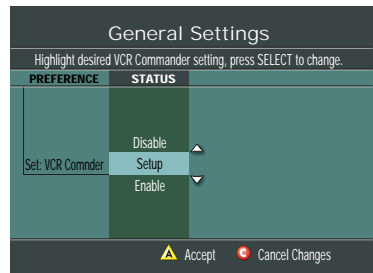 General Settings
Highlight desired VCR Commander setting, press SELECT to change.
PREFERENCE STATUS
Disable
Set: VCR Comnder Setup
Enable
A Accept C Cancel Changes